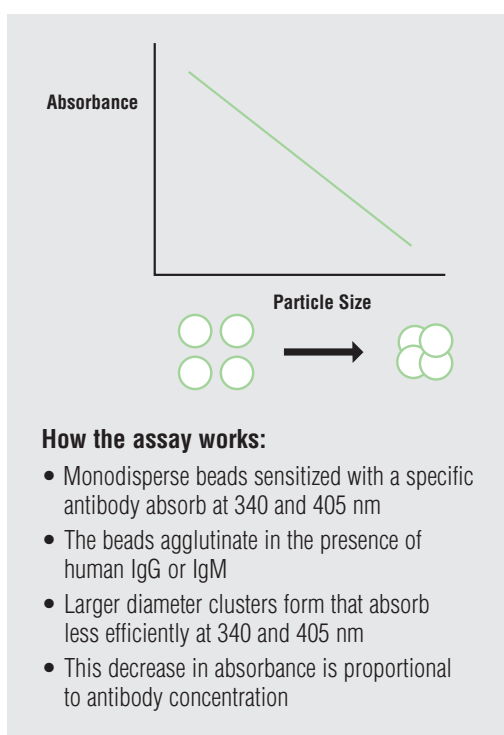 Absorbance
Particle Size
How the assay works:
• Monodisperse beads sensitized with a specific
antibody absorb at 340 and 405 nm
• The beads agglutinate in the presence of
human IgG or IgM
• Larger diameter clusters form that absorb
less efficiently at 340 and 405 nm
• This decrease in absorbance is proportional
to antibody concentration